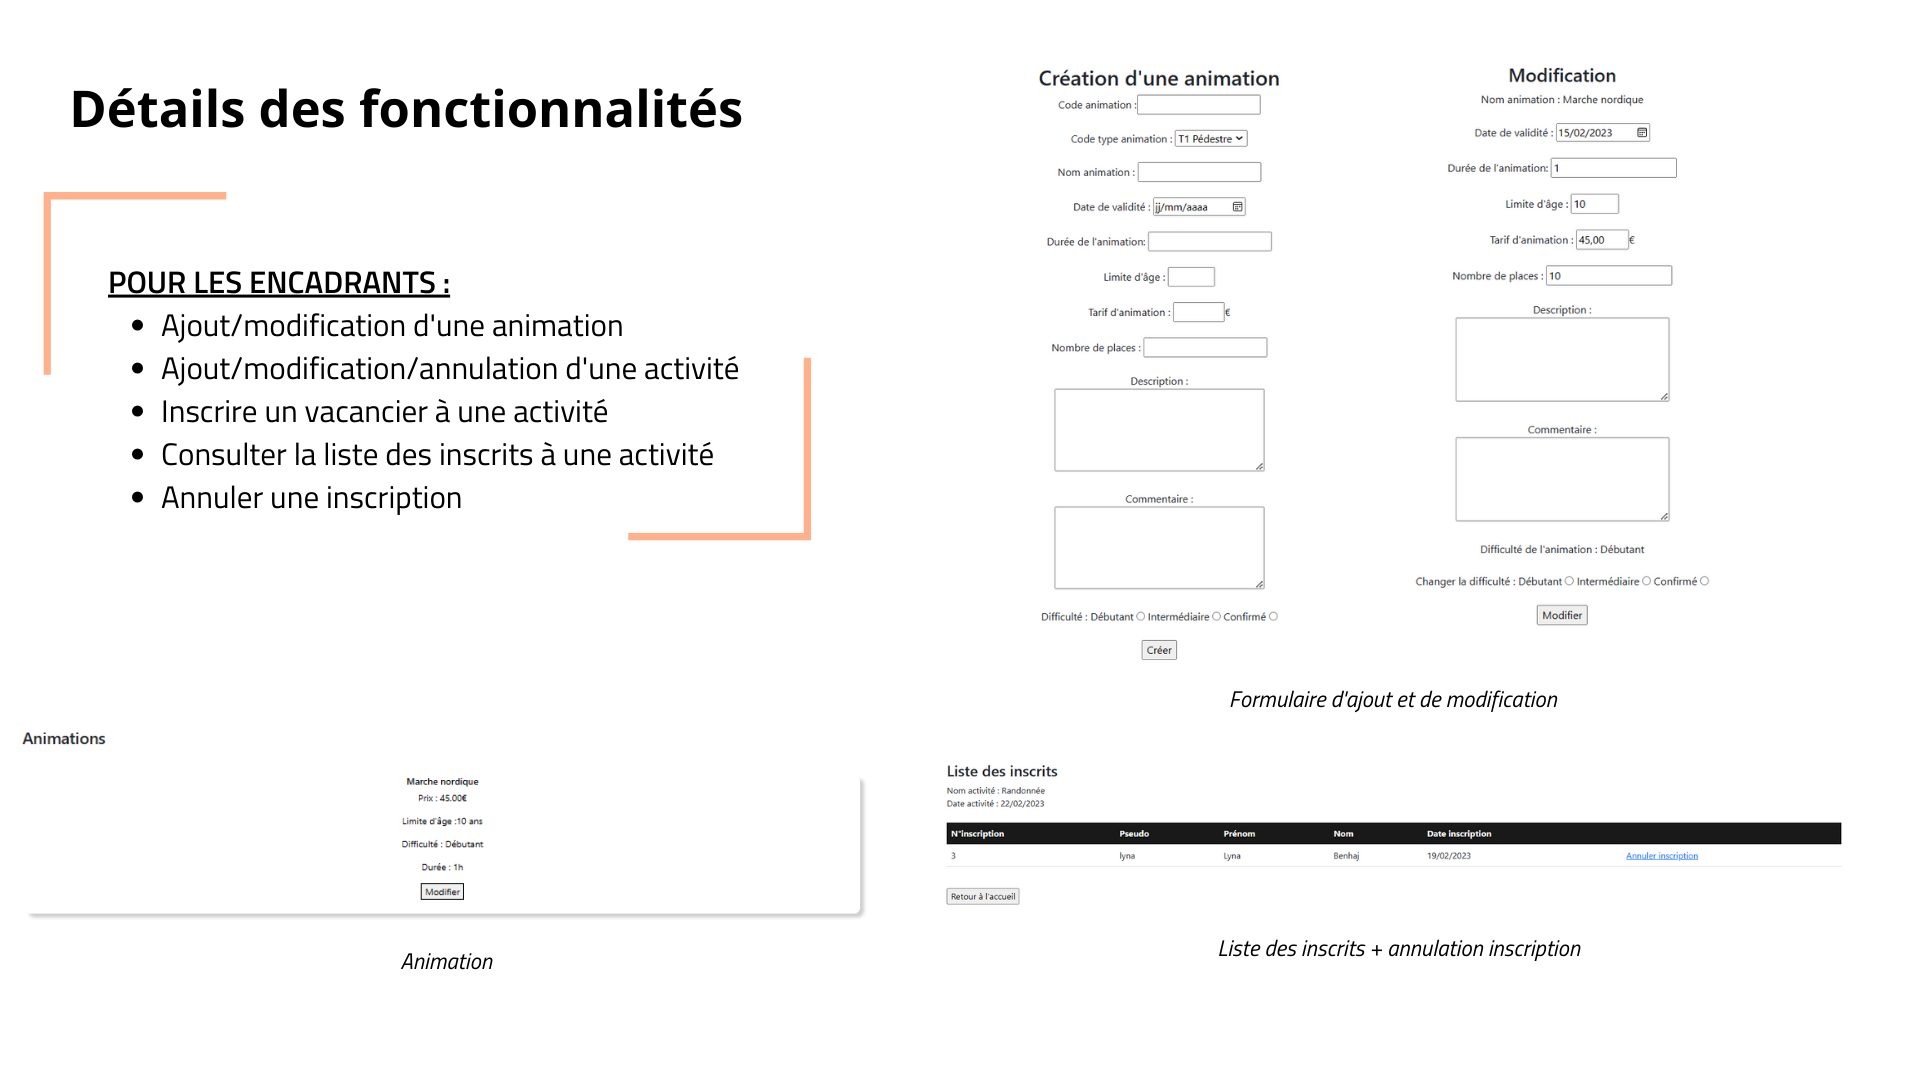 Détails des fonctionnalités
POUR LES ENCADRANTS :
Ajout/modification d'une animation
Ajout/modification/annulation d'une activité
Inscrire un vacancier à une activité
Consulter la liste des inscrits à une activité
Annuler une inscription
Création d'une animation
Code animation :
Code type animation : T1 Pédestre
Nom animation :
Date de validité : jj/mm/aaaa
Durée de l'animation:
Limite d'âge :
Tarif d'animation : €
Nombre de places :
Description :
Commentaire :
Difficulté : Débutant Intermédiaire Confirmé
Créer
Modification
Nom animation : Marche nordique
Date de validité : 15/02/2023
Durée de l'animation: 1
Limite d'âge : 10
Tarif d'animation : 45,00 €
Nombre de places : 10
Description :
Commentaire :
Difficulté de l'animation : Débutant
Changer la difficulté : Débutant Intermédiaire Confirmé
Modifier
Formulaire d'ajout et de modification
Animations
Marche nordique
Prix : 45.00€
Limite d'âge :10 ans
Difficulté : Débutant
Durée : 1h
Modifier
Animation
Liste des inscrits
Nom activité : Randonnée
Date activité : 22/02/2023
N°inscription Pseudo Prénom Nom Date inscription
3 lyna Lyna Benhaj 19/02/2023 Annuler inscription
Retour à l'accueil
Liste des inscrits + annulation inscription